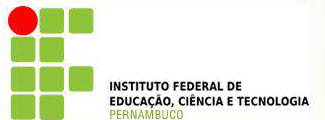 INSTITUTO FEDERAL DE
EDUCAÇÃO, CIÊNCIA E TECNOLOGIA
PERNAMBUCO